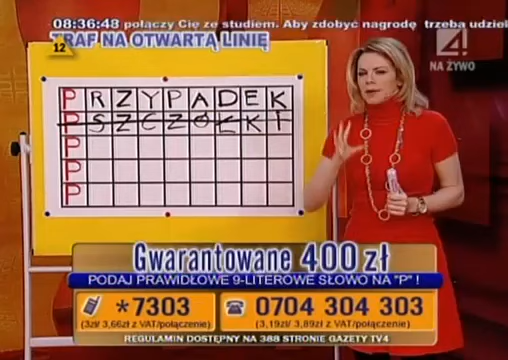 08:36:48 połączy Cię ze studiem. Aby zdobyć nagrodę trzeba udziel
TRAF NA OTWARTĄ LINIĘ
12
4!
NA ŻYWO
PRZYPADEK
PSZCZÓŁKI
P
P
P
Gwarantowane 400 zł
PODAJ PRAWIDŁOWE 9-LITEROWE SŁOWO NA "P" !
*7303
0704 304 303
(3zł/ 3,66zł z VAT/połączenie)
(3,19zł/ 3,89zł z VAT/połączenie)
REGULAMIN DOSTĘPNY NA 388 STRONIE GAZETY TV4